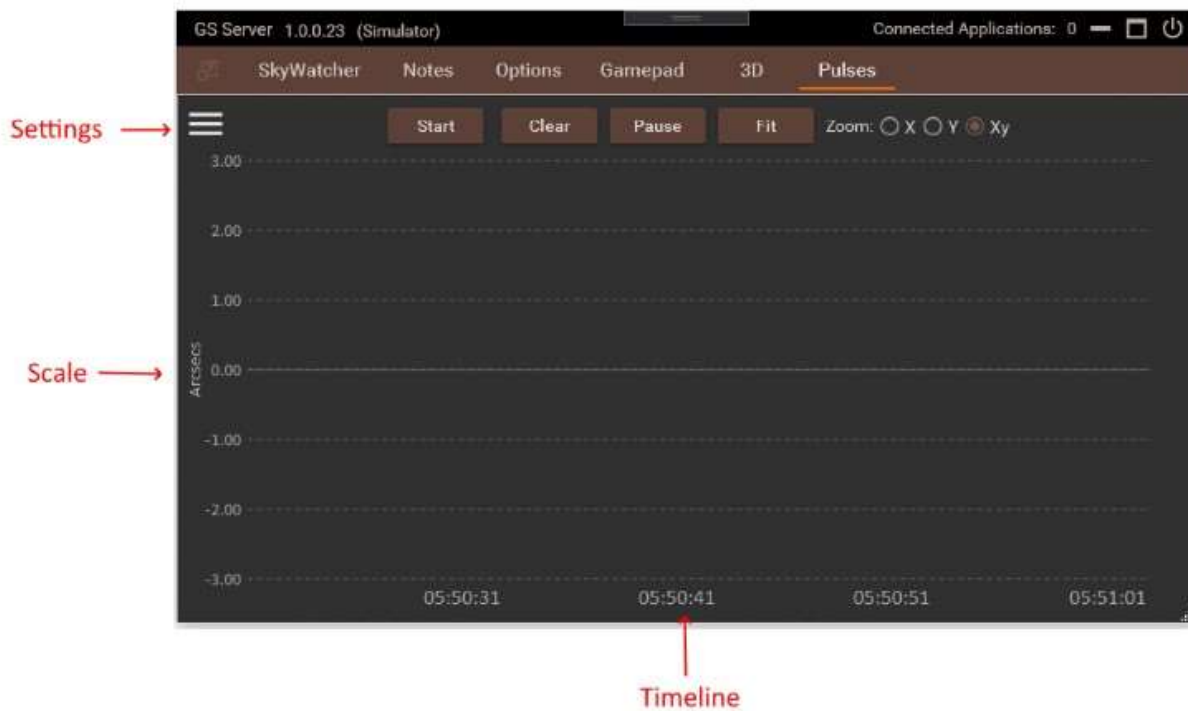 GS Server 1.0.0.23 (Simulator) Connected Applications: 0
SkyWatcher Notes Options Gamepad 3D Pulses
Settings
Start Clear Pause Fit Zoom: X Y Xy
3.00
2.00
1.00
Scale
Arcsecs
0.00
-1.00
-2.00
-3.00
05:50:31 05:50:41 05:50:51 05:51:01
Timeline